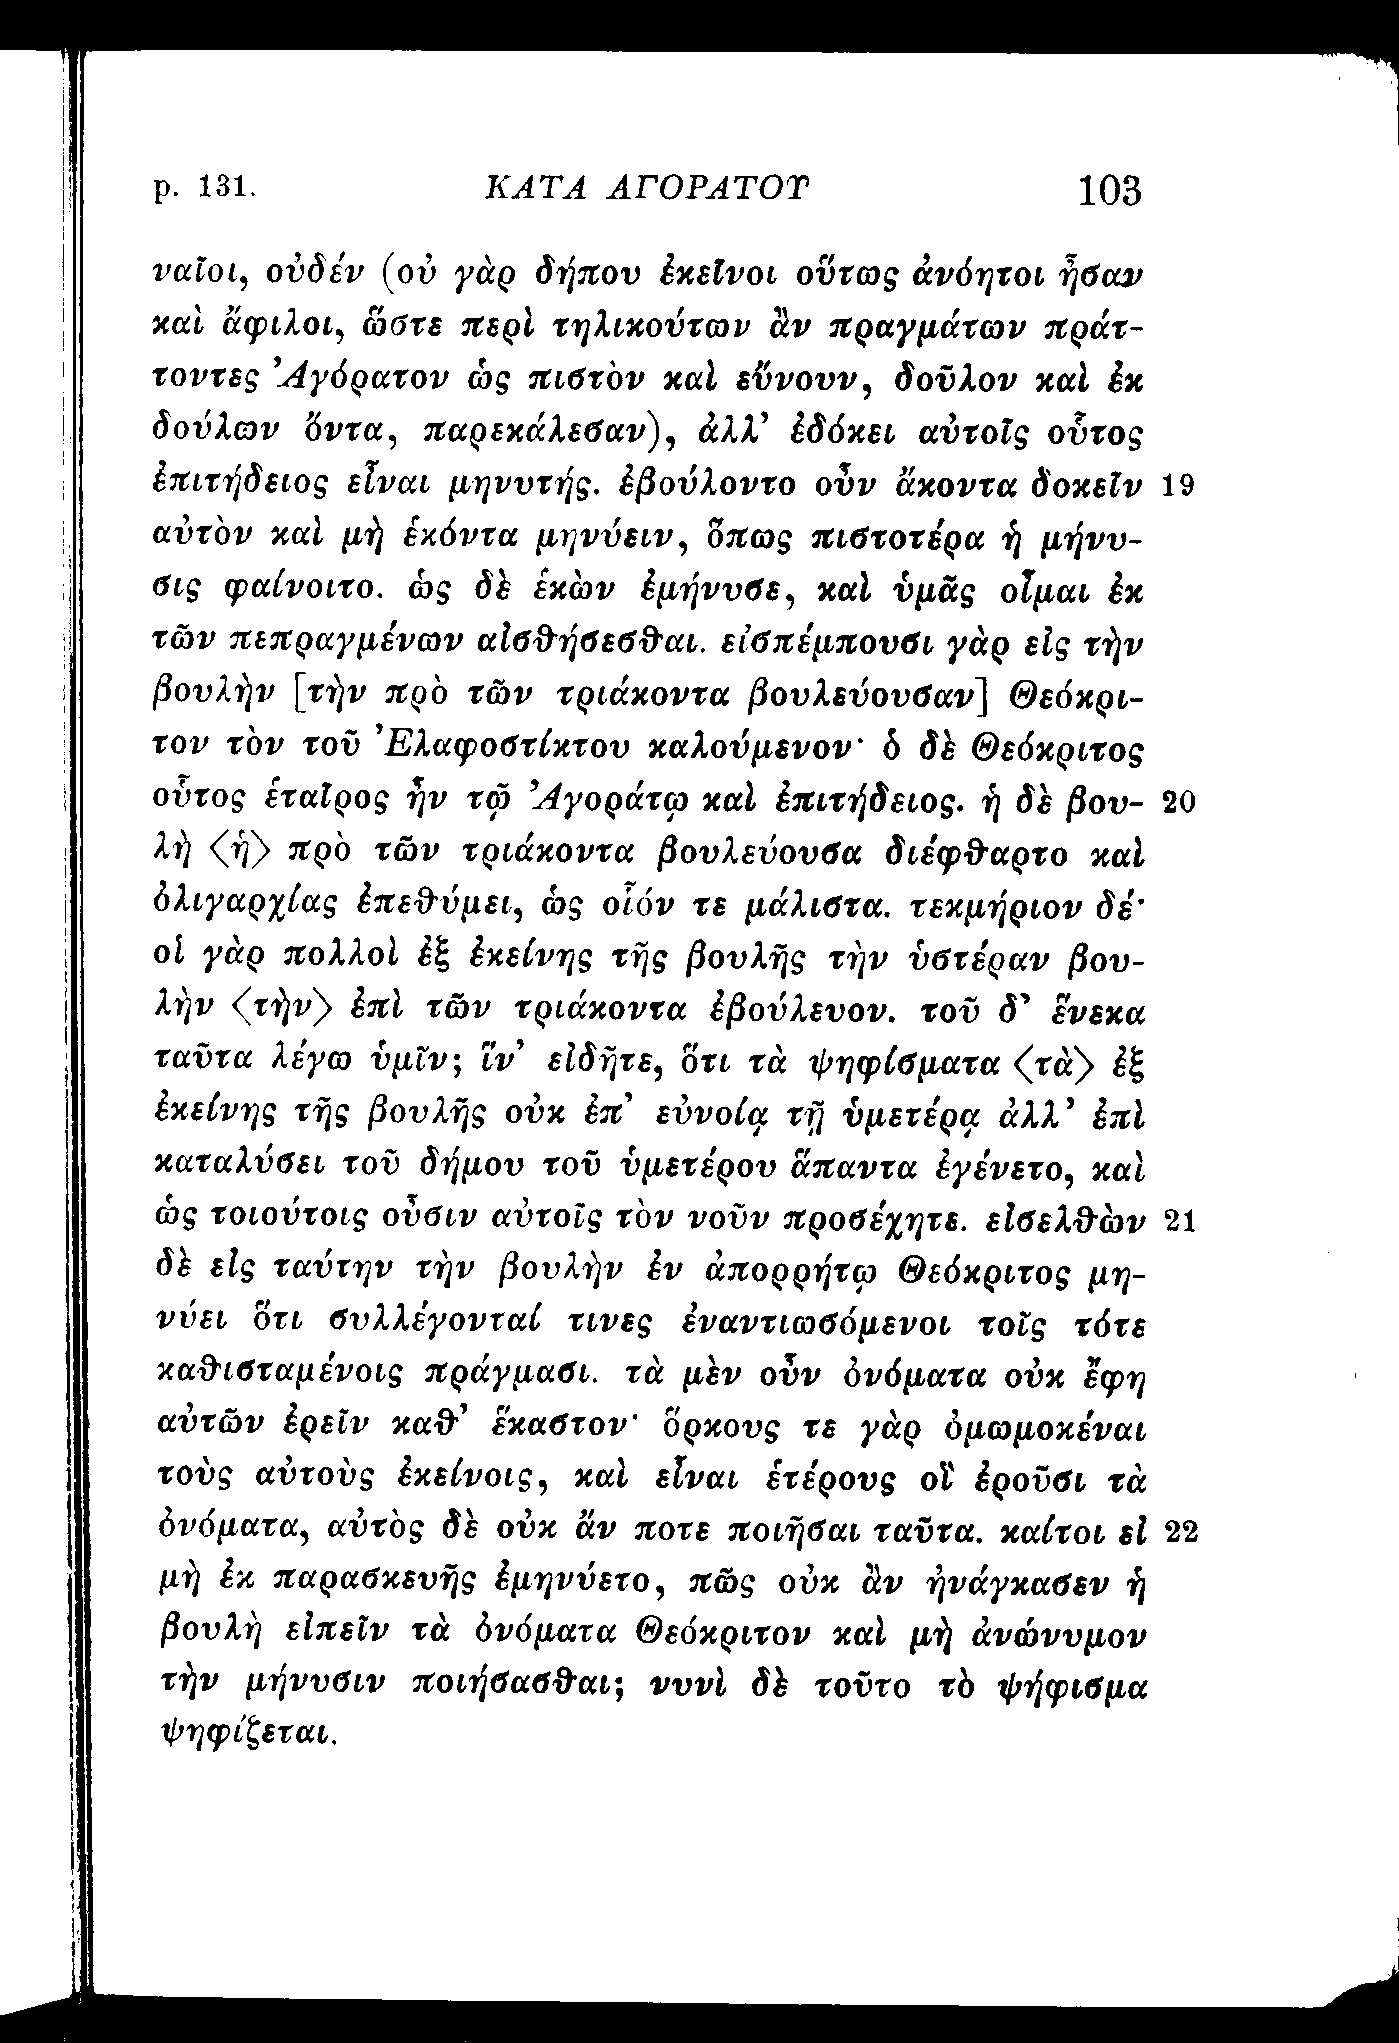 p. 131. ΚΑΤΑ ΑΓΟΡΑΤΟΥ 103
ναῖοι, οὐδέν (οὐ γὰρ δήπου ἐκεῖνοι οὕτως ἀνόητοι ἦσαν
καὶ ἄφιλοι, ὥστε περὶ τηλικούτων ἂν πραγμάτων πράτ-
τοντες Ἀγόρατον ὡς πιστὸν καὶ εὔνουν, δοῦλον καὶ ἐκ
δούλων ὄντα, παρεκάλεσαν), ἀλλ’ ἐδόκει αὐτοῖς οὗτος
ἐπιτήδειος εἶναι μηνυτής. ἐβούλοντο οὖν ἄκοντα δοκεῖν 19
αὐτὸν καὶ μὴ ἑκόντα μηνύειν, ὅπως πιστοτέρα ἡ μήνυ-
σις φαίνοιτο. ὡς δὲ ἑκὼν ἐμήνυσε, καὶ ὑμᾶς οἶμαι ἐκ
τῶν πεπραγμένων αἰσθήσεσθαι. εἰσπέμπουσι γὰρ εἰς τὴν
βουλὴν [τὴν πρὸ τῶν τριάκοντα βουλεύουσαν] Θεόκρι-
τον τὸν τοῦ Ἐλαφοστίκτου καλούμενον· ὁ δὲ Θεόκριτος
οὗτος ἑταῖρος ἦν τῷ Ἀγοράτῳ καὶ ἐπιτήδειος. ἡ δὲ βου- 20
λὴ <ἡ> πρὸ τῶν τριάκοντα βουλεύουσα διέφθαρτο καὶ
ὀλιγαρχίας ἐπεθύμει, ὡς οἷόν τε μάλιστα. τεκμήριον δέ·
οἱ γὰρ πολλοὶ ἐξ ἐκείνης τῆς βουλῆς τὴν ὑστέραν βου-
λὴν <τὴν> ἐπὶ τῶν τριάκοντα ἐβούλευον. τοῦ δ’ ἕνεκα
ταῦτα λέγω ὑμῖν; ἵν’ εἰδῆτε, ὅτι τὰ ψηφίσματα <τὰ> ἐξ
ἐκείνης τῆς βουλῆς οὐκ ἐπ’ εὐνοίᾳ τῇ ὑμετέρᾳ ἀλλ’ ἐπὶ
καταλύσει τοῦ δήμου τοῦ ὑμετέρου ἅπαντα ἐγένετο, καὶ
ὡς τοιούτοις οὖσιν αὐτοῖς τὸν νοῦν προσέχητε. εἰσελθὼν 21
δὲ εἰς ταύτην τὴν βουλὴν ἐν ἀπορρήτῳ Θεόκριτος μη-
νύει ὅτι συλλέγονταί τινες ἐναντιωσόμενοι τοῖς τότε
καθισταμένοις πράγμασι. τὰ μὲν οὖν ὀνόματα οὐκ ἔφη
αὐτῶν ἐρεῖν καθ’ ἕκαστον· ὅρκους τε γὰρ ὀμωμοκέναι
τοὺς αὐτοὺς ἐκείνοις, καὶ εἶναι ἑτέρους οἳ ἐροῦσι τὰ
ὀνόματα, αὐτὸς δὲ οὐκ ἄν ποτε ποιῆσαι ταῦτα. καίτοι εἰ 22
μὴ ἐκ παρασκευῆς ἐμηνύετο, πῶς οὐκ ἂν ἠνάγκασεν ἡ
βουλὴ εἰπεῖν τὰ ὀνόματα Θεόκριτον καὶ μὴ ἀνώνυμον
τὴν μήνυσιν ποιήσασθαι; νυνὶ δὲ τοῦτο τὸ ψήφισμα
ψηφίζεται.